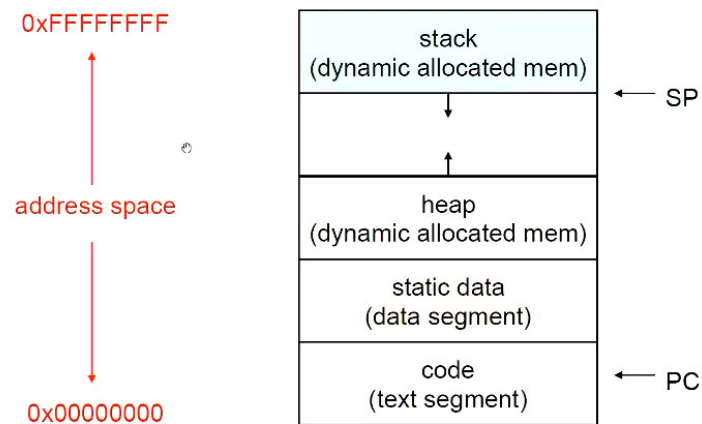 0xFFFFFFFF
stack
(dynamic allocated mem)
SP
address space
heap
(dynamic allocated mem)
static data
(data segment)
code
(text segment)
PC
0x00000000